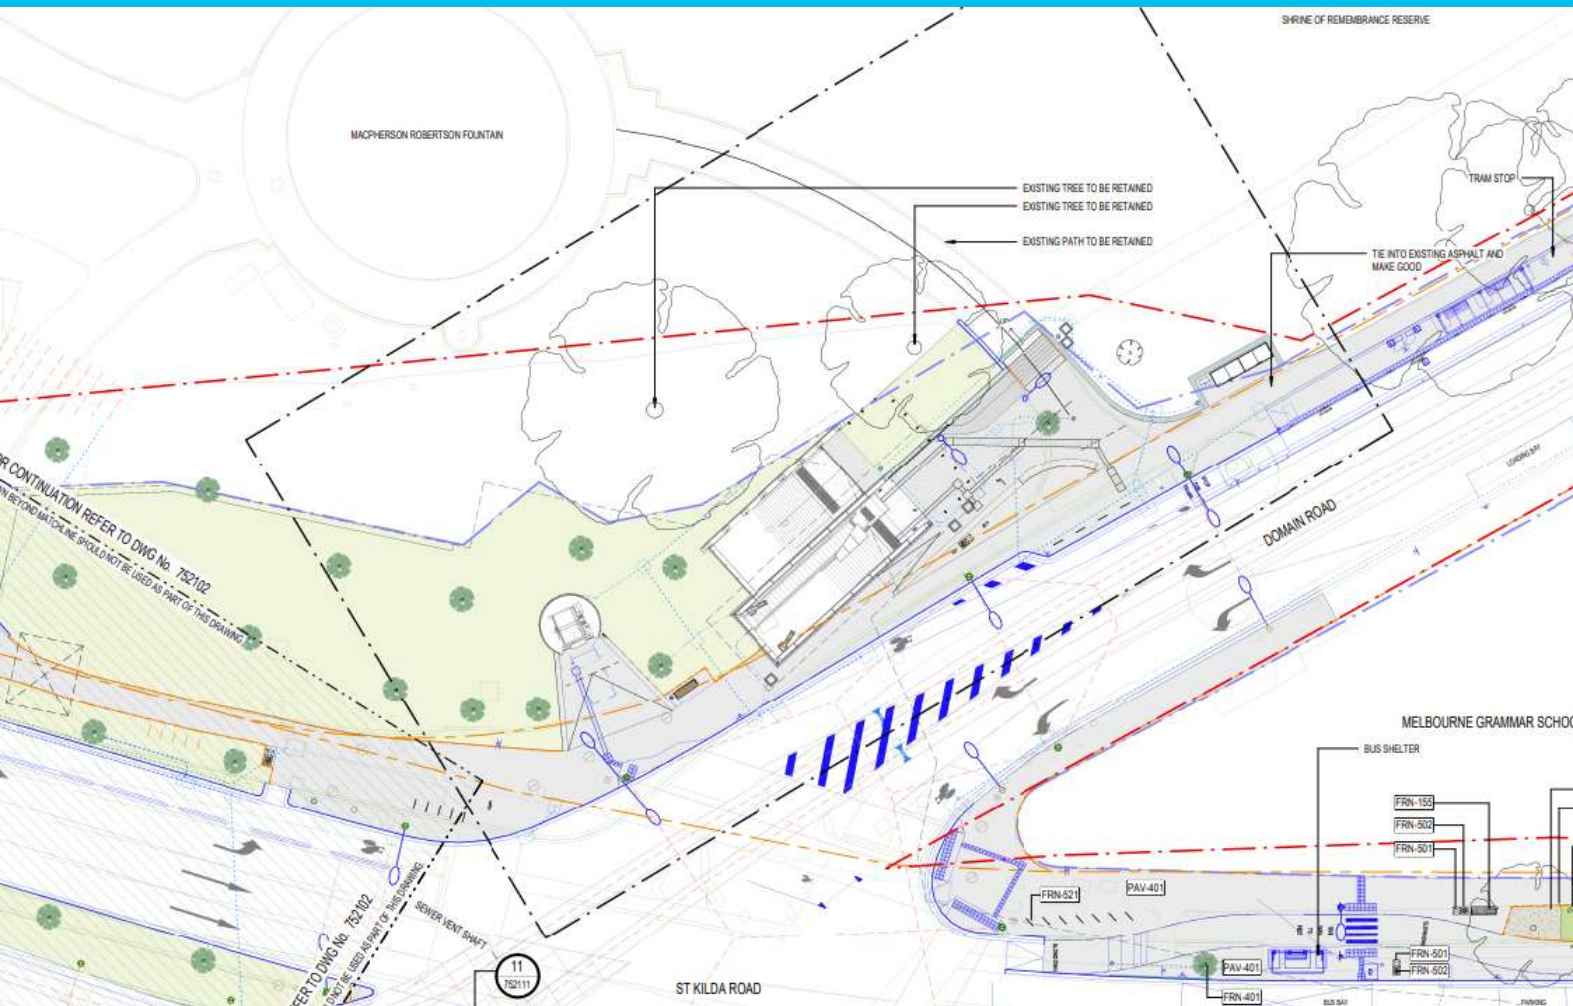 SHRINE OF REMEMBRANCE RESERVE
MACPHERSON ROBERTSON FOUNTAIN
EXISTING TREE TO BE RETAINED
EXISTING TREE TO BE RETAINED
EXISTING PATH TO BE RETAINED
TRAM STOP
TIE INTO EXISTING ASPHALT AND
MAKE GOOD
LOADING BAY
OR CONTINUATION REFER TO DWG No. 752102
WN BEYOND MATCHLINE SHOULD NOT BE USED AS PART OF THIS DRAWING
DOMAIN ROAD
MELBOURNE GRAMMAR SCHOO
BUS SHELTER
FRN-155
FRN-502
FRN-501
FRN-521
PAV-401
EFER TO DWG No. 752102
LD NOT BE USED AS PART OF THIS DRAWING
SEWER VENT SHAFT
11
752111
ST KILDA ROAD
PAV-401
FRN-401
FRN-501
FRN-502
BUS BAY
PARKING